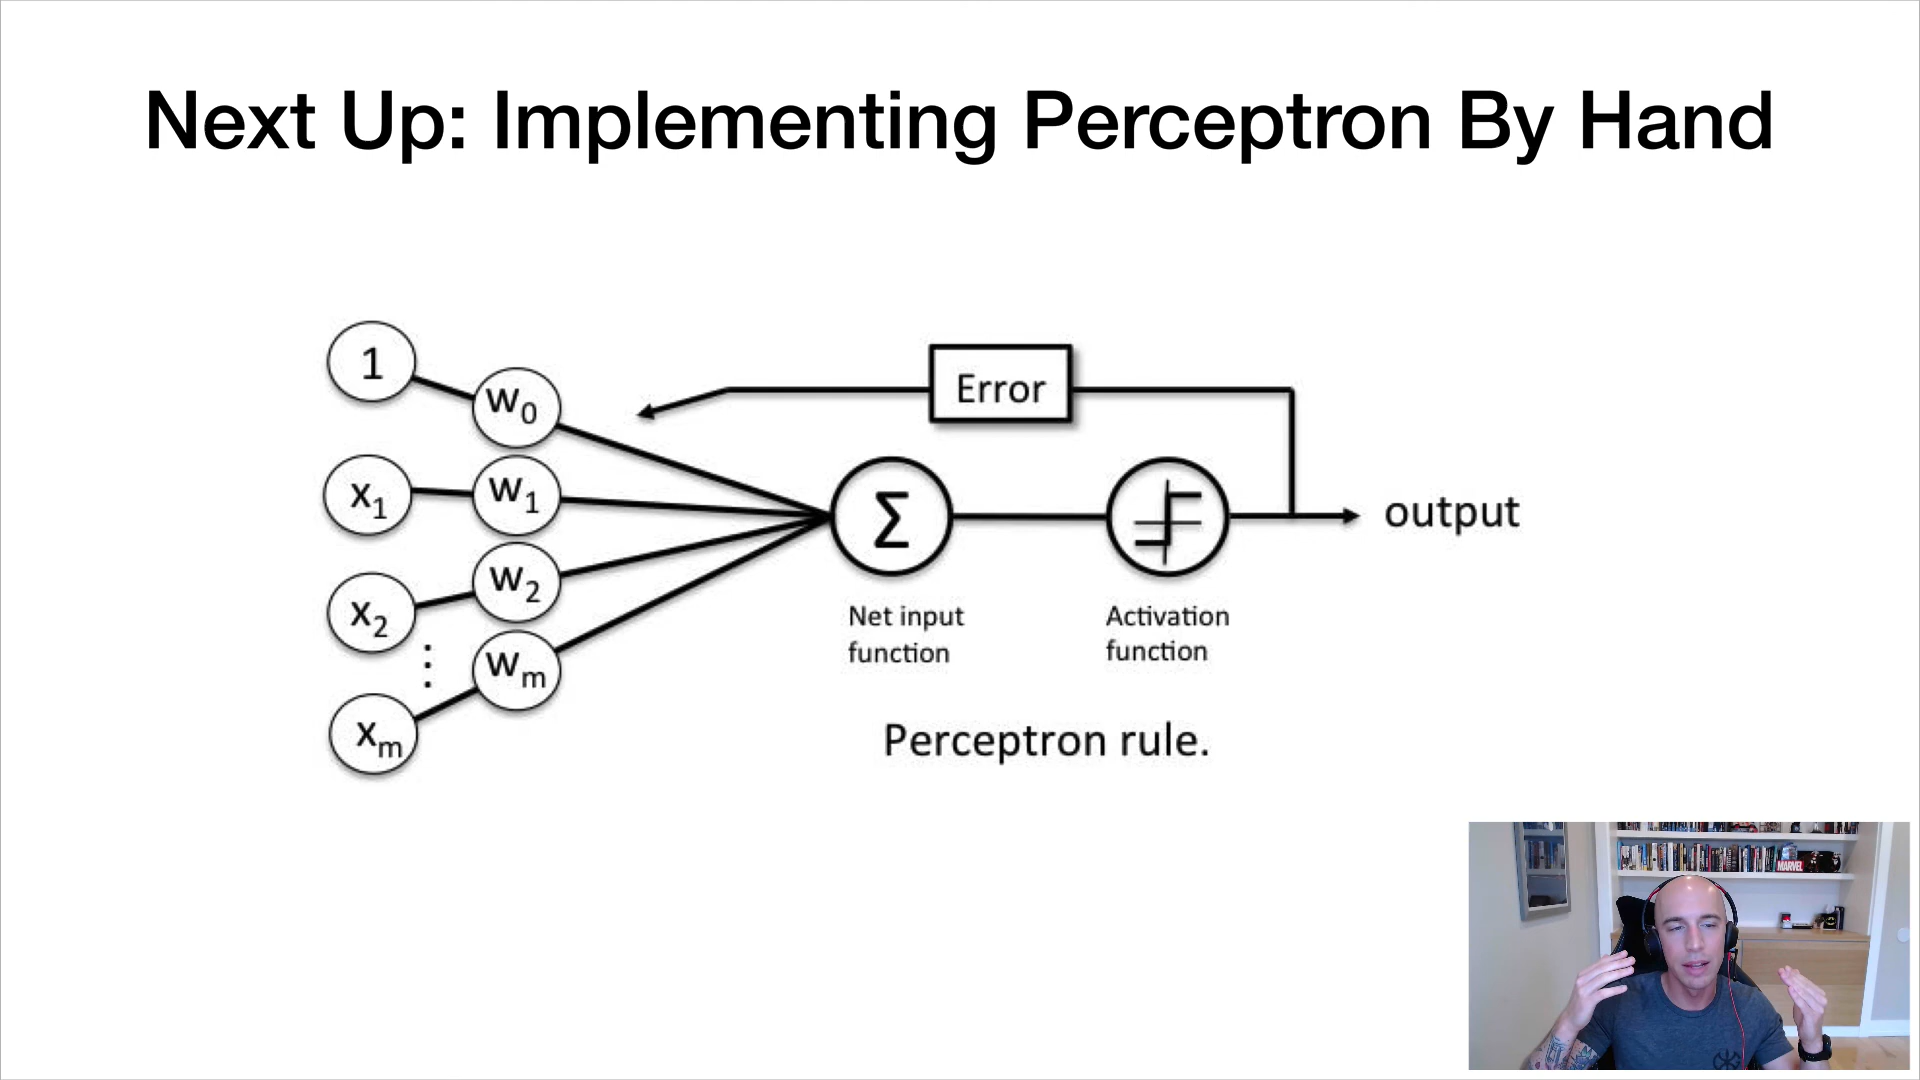 Next Up: Implementing Perceptron By Hand
1
w0
Error
x1
w1
Σ
output
x2
w2
Net input
function
Activation
function
wm
xm
Perceptron rule.
MARVEL